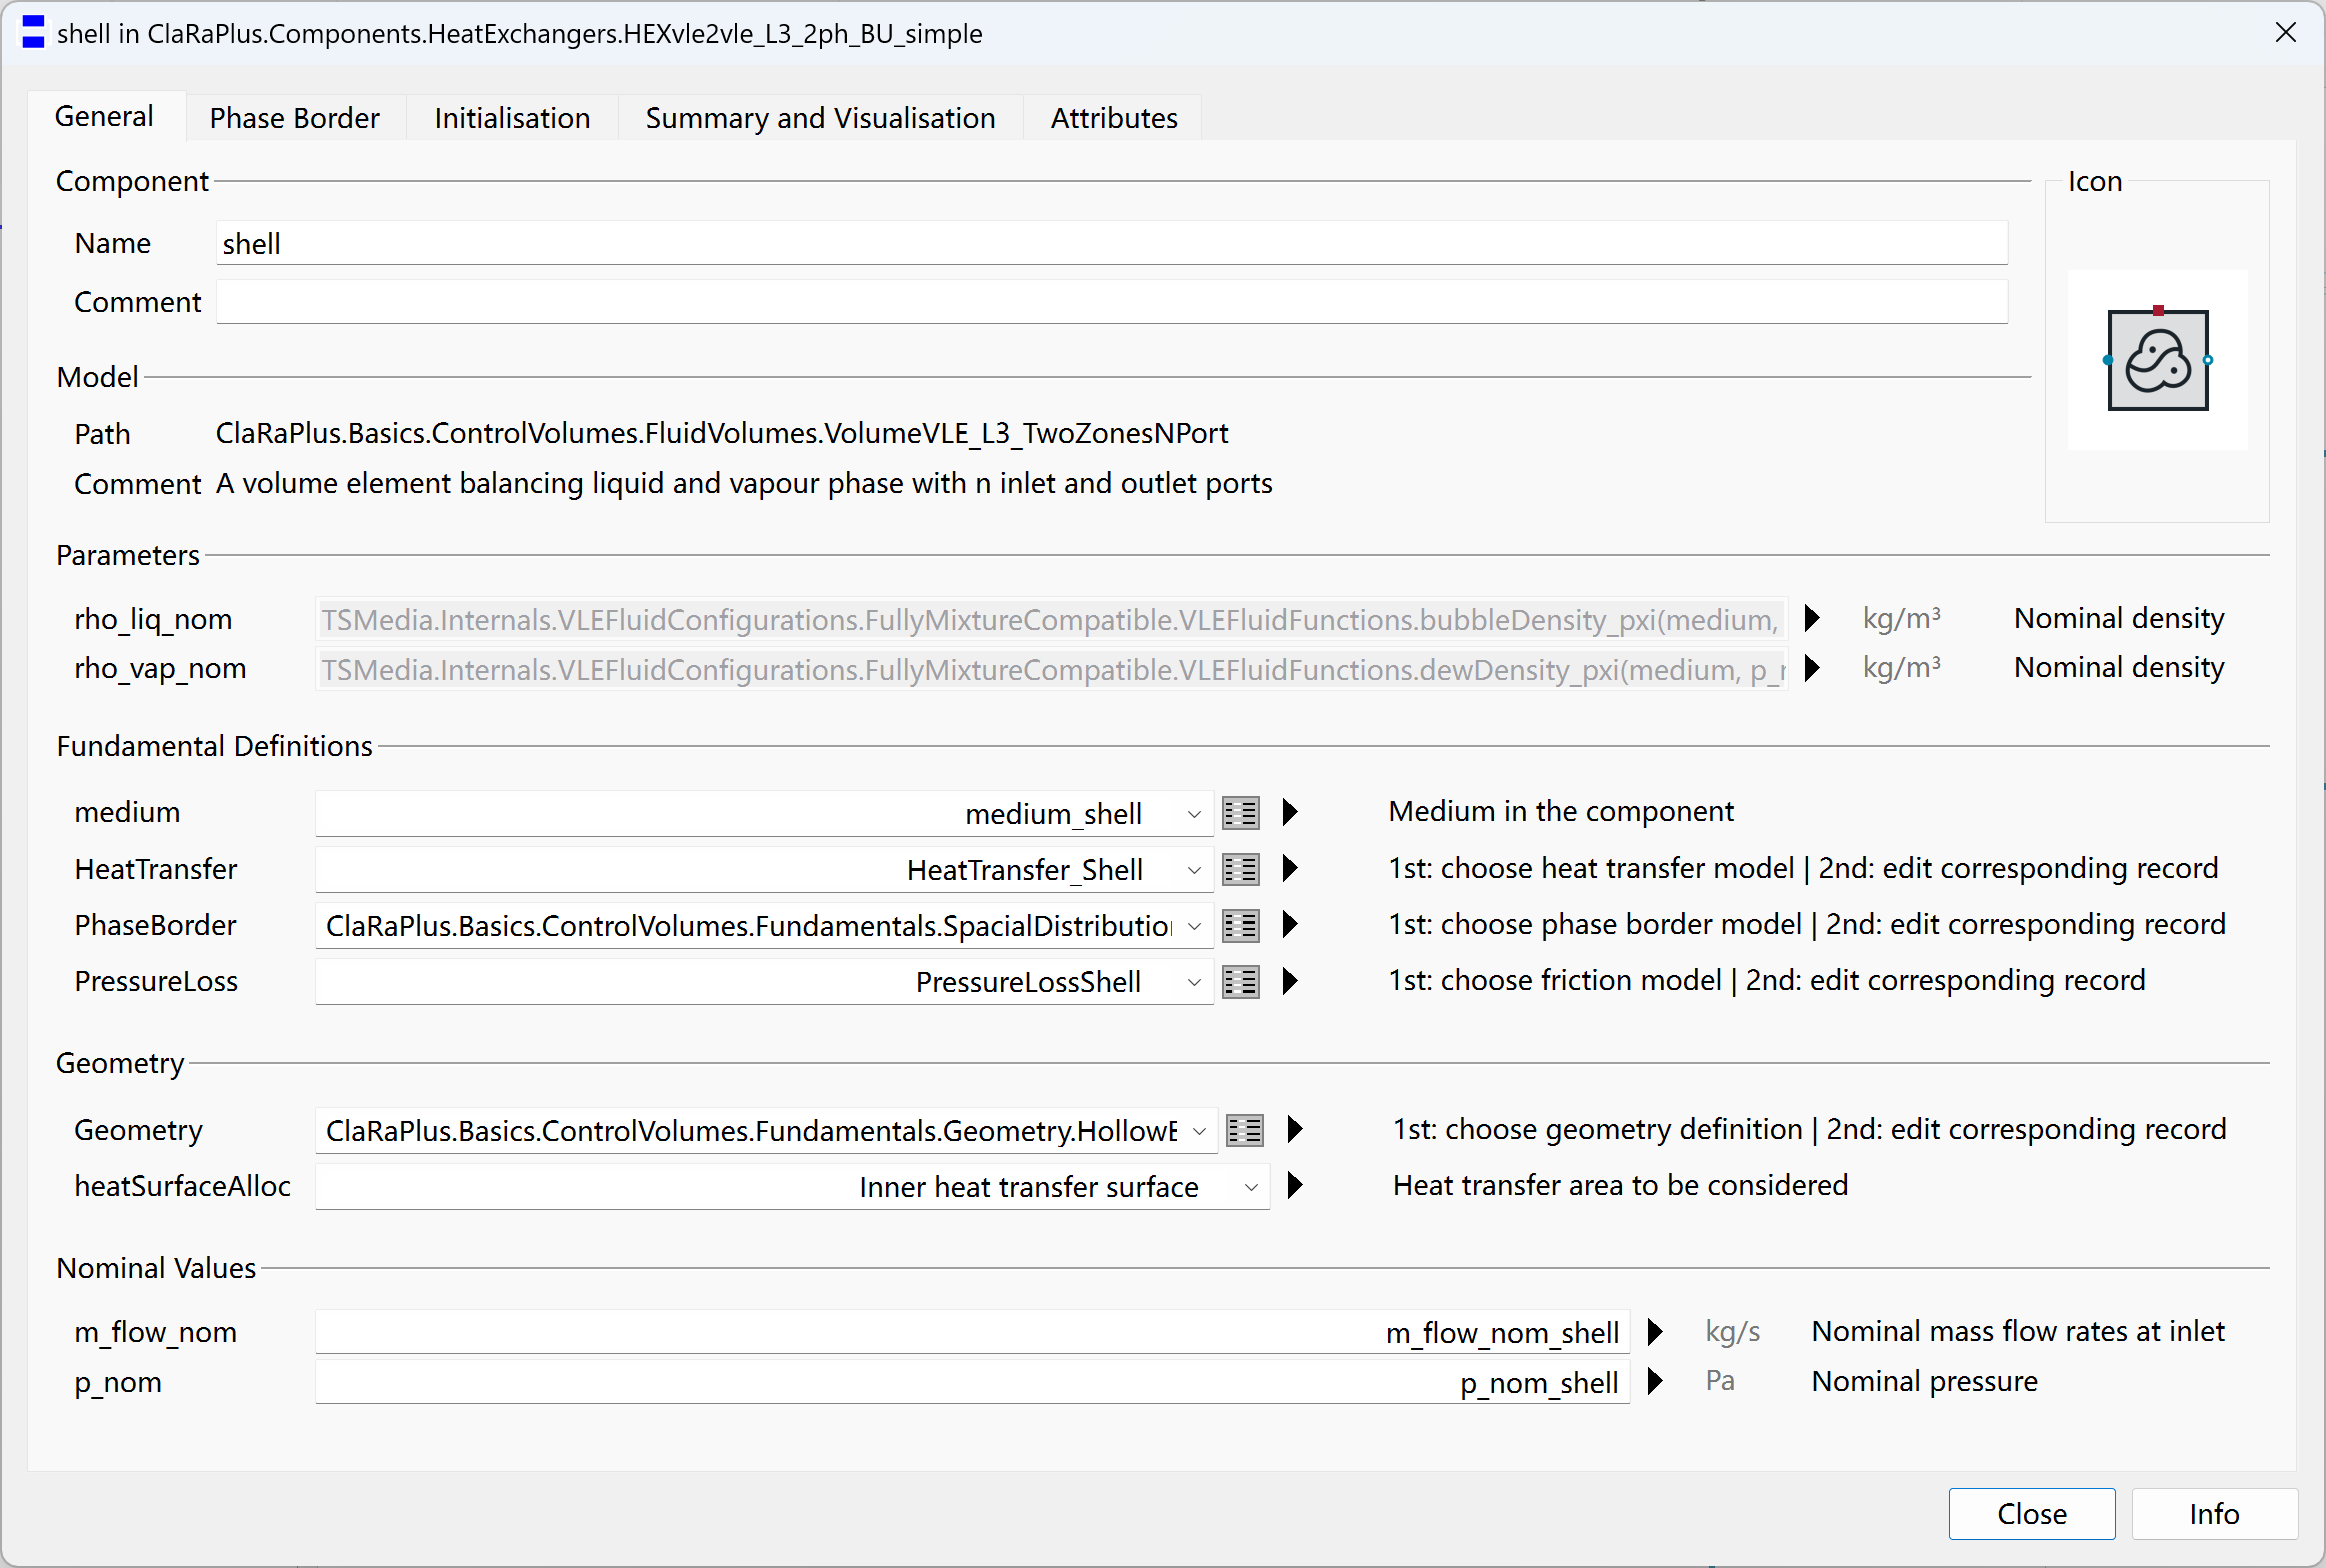 shell in ClaRaPlus.Components.HeatExchangers.HEXvle2vle_L3_2ph_BU_simple
General Phase Border Initialisation Summary and Visualisation Attributes
Component Icon
Name shell
Comment
Model
Path ClaRaPlus.Basics.ControlVolumes.FluidVolumes.VolumeVLE_L3_TwoZonesNPort
Comment A volume element balancing liquid and vapour phase with n inlet and outlet ports
Parameters
rho_liq_nom TSMedia.Internals.VLEFluidConfigurations.FullyMixtureCompatible.VLEFluidFunctions.bubbleDensity_pxi(medium, kg/m³ Nominal density
rho_vap_nom TSMedia.Internals.VLEFluidConfigurations.FullyMixtureCompatible.VLEFluidFunctions.dewDensity_pxi(medium, p_ kg/m³ Nominal density
Fundamental Definitions
medium medium_shell Medium in the component
HeatTransfer HeatTransfer_Shell 1st: choose heat transfer model | 2nd: edit corresponding record
PhaseBorder ClaRaPlus.Basics.ControlVolumes.Fundamentals.SpacialDistribution 1st: choose phase border model | 2nd: edit corresponding record
PressureLoss PressureLossShell 1st: choose friction model | 2nd: edit corresponding record
Geometry
Geometry ClaRaPlus.Basics.ControlVolumes.Fundamentals.Geometry.Hollow 1st: choose geometry definition | 2nd: edit corresponding record
heatSurfaceAlloc Inner heat transfer surface Heat transfer area to be considered
Nominal Values
m_flow_nom m_flow_nom_shell kg/s Nominal mass flow rates at inlet
p_nom p_nom_shell Pa Nominal pressure
Close Info